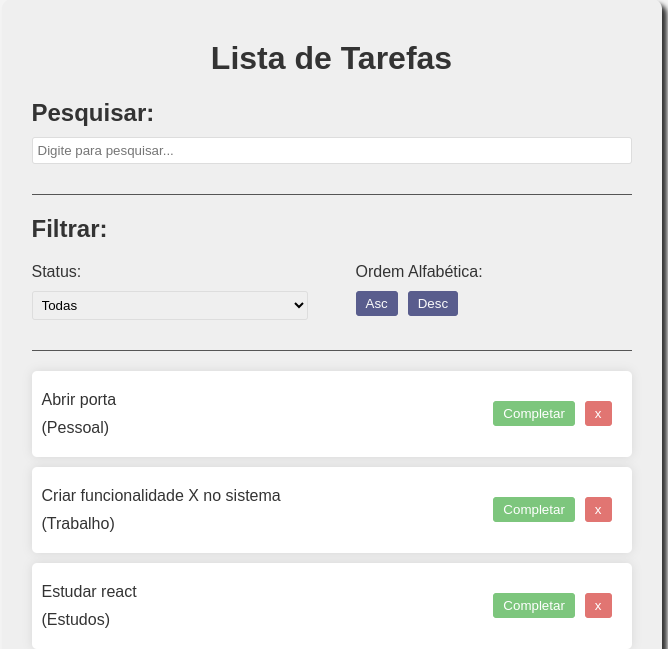 Lista de Tarefas
Pesquisar:
Digite para pesquisar...
Filtrar:
Status:
Todas
Ordem Alfabética:
Asc Desc
Abrir porta
(Pessoal)
Completar x
Criar funcionalidade X no sistema
(Trabalho)
Completar x
Estudar react
(Estudos)
Completar x